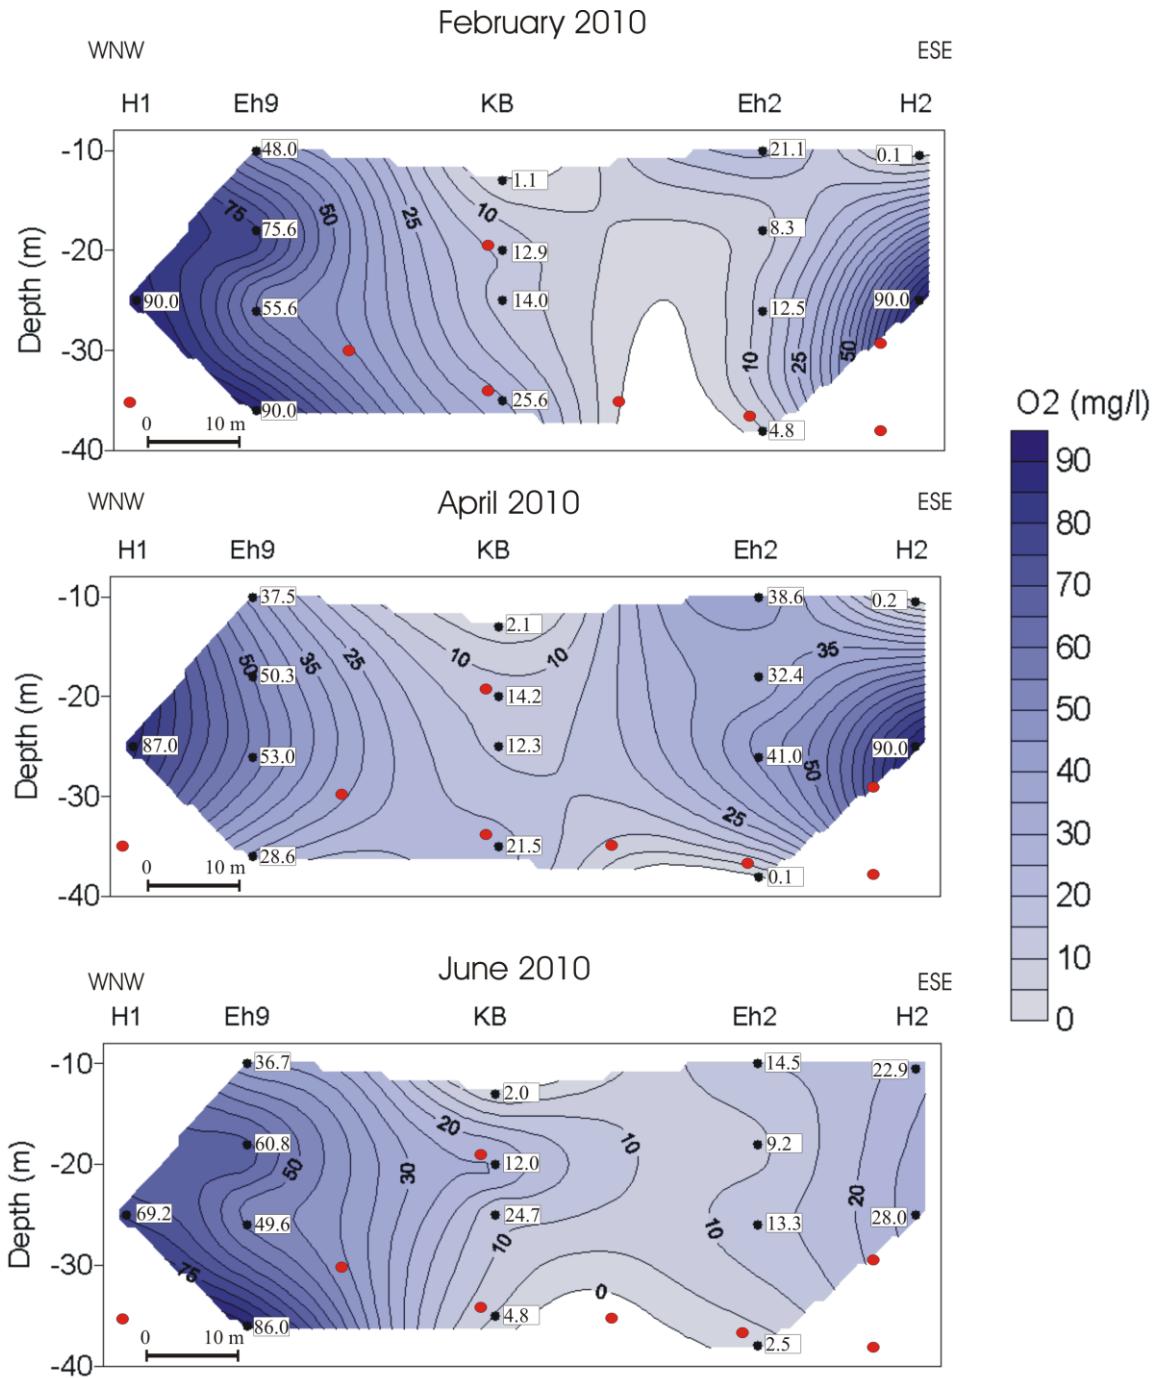 February 2010
WNW ESE
H1 Eh9 KB Eh2 H2
-10 48.0 21.1 0.1
1.1
75 50 25 10
75.6 8.3
-20 12.9
90.0 14.0 90.0
55.6 12.5
Depth (m)
-30 10 25 50
90.0 25.6
0 10 m 4.8
-40
O2 (mg/l)
90
80
70
60
50
40
30
20
10
0
April 2010
WNW ESE
H1 Eh9 KB Eh2 H2
-10 37.5 38.6 0.2
2.1
50 35 25 10 10 35
50.3 32.4
-20 14.2
87.0 12.3 90.0
53.0 41.0 50
Depth (m)
-30
25
28.6 21.5
0 10 m 0.1
-40
June 2010
WNW ESE
H1 Eh9 KB Eh2 H2
-10 36.7 14.5 22.9
2.0
20 10
60.8 9.2
-20 50 30 12.0 20
69.2 24.7 28.0
49.6 10 10 13.3
Depth (m)
-30 75
0
86.0 4.8
0 10 m 2.5
-40